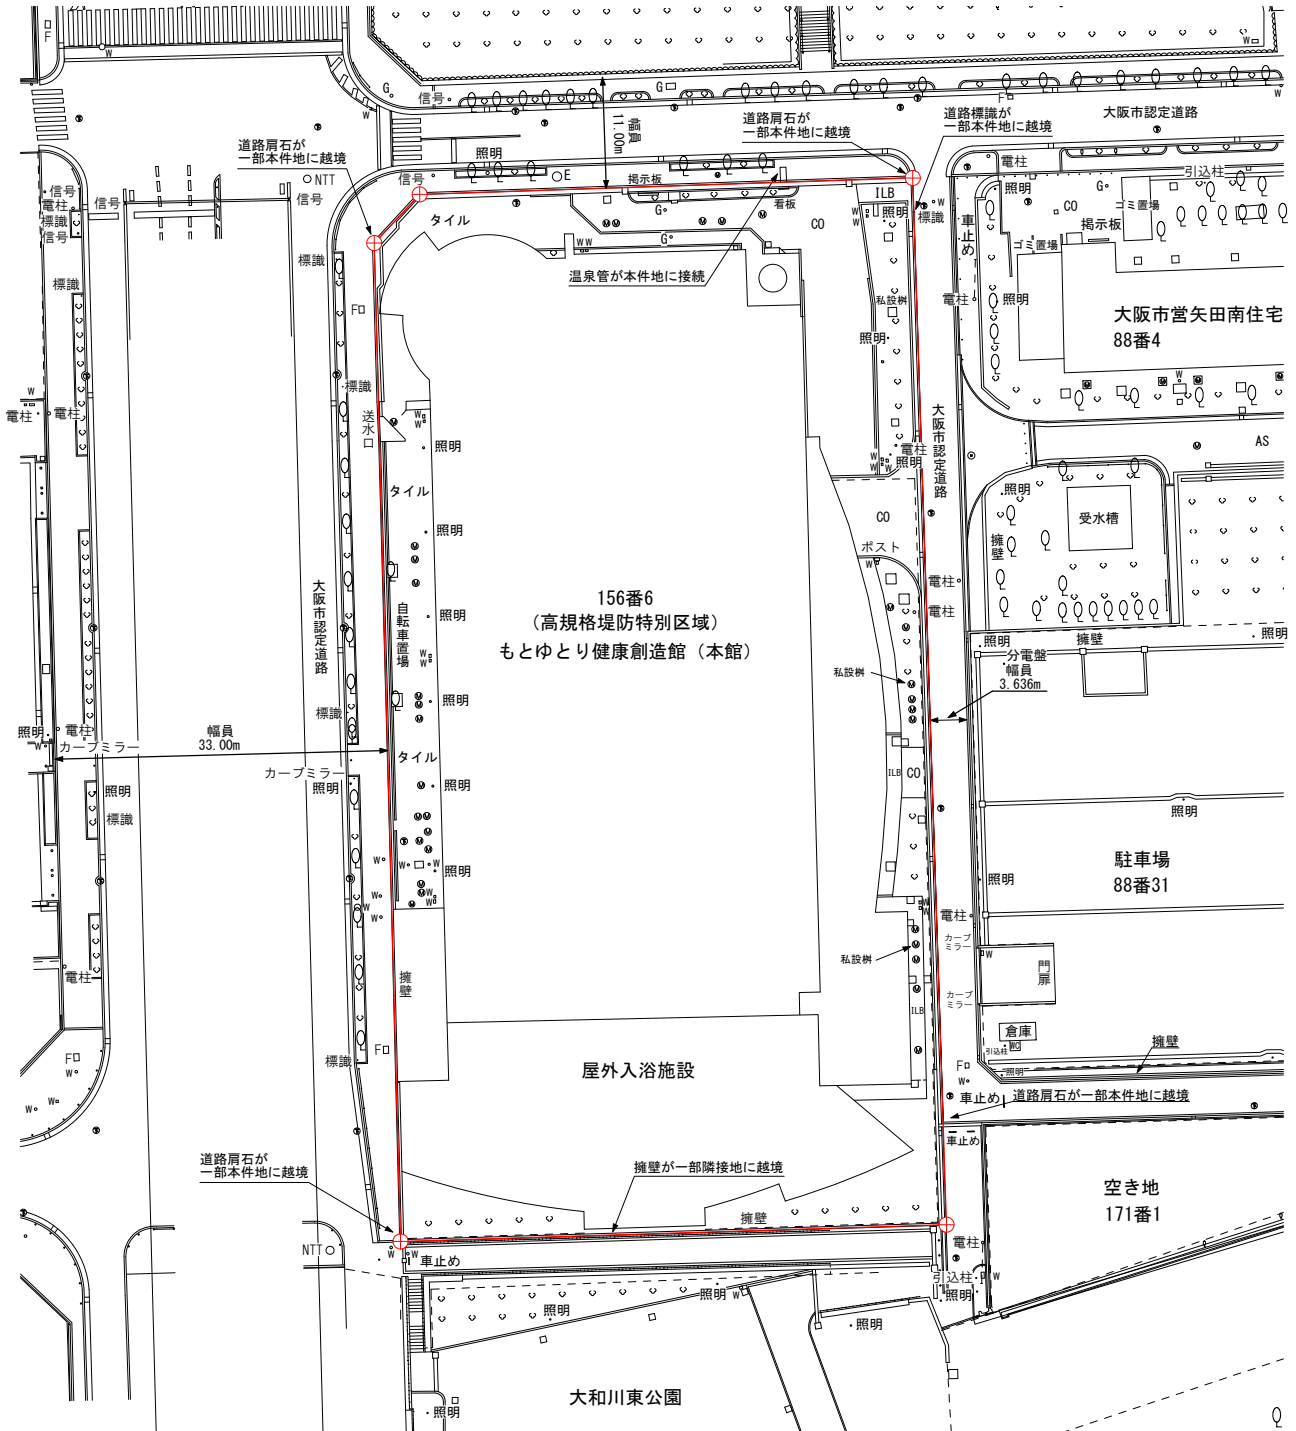 F
W
G
信号
G
W
幅員
11.00m
F
W
W
大阪市認定道路
道路肩石が
一部本件地に越境
道路肩石が
一部本件地に越境
道路標識が
一部本件地に越境
照明
信号
NTT
信号
E
掲示板
看板
ILB
電柱
引込柱
信号
電柱
標識
信号
信号
タイル
G
G
WW
CO
W
W
照明
W
標識
車止め
照明
CO
G
ゴミ置場
掲示板
ゴミ置場
標識
標識
温泉管が本件地に接続
F
私設桝
照明
電柱
照明
大阪市営矢田南住宅
88番4
W
電柱
電柱
標識
送水口
W
W
照明
大阪市認定道路
電柱
照明
W
W
W
W
AS
タイル
照明
CO
ポスト
W
照明
擁壁
受水槽
大阪市認定道路
自転車置場
照明
W
W
照明
156番6
(高規格堤防特別区域)
もとゆとり健康創造館（本館）
電柱
電柱
私設桝
照明
擁壁
照明
分電盤
幅員
3.636m
照明
W
電柱
カーブミラー
幅員
33.00m
標識
カーブミラー
照明
タイル
照明
ILB
CO
照明
標識
照明
駐車場
88番31
照明
W
W
W
照明
W
W
W
W
W
W
W
電柱
カーブ
ミラー
私設桝
W
門扉
カーブ
ミラー
ILB
電柱
擁壁
F
W
W
W
F
標識
倉庫
引込柱
WC
照明
擁壁
屋外入浴施設
F
W
車止め
道路肩石が一部本件地に越境
車止め
道路肩石が
一部本件地に越境
擁壁が一部隣接地に越境
擁壁
空き地
171番1
NTT
W
W
車止め
電柱
引込柱
W
照明
照明
W
照明
照明
大和川東公園
照明